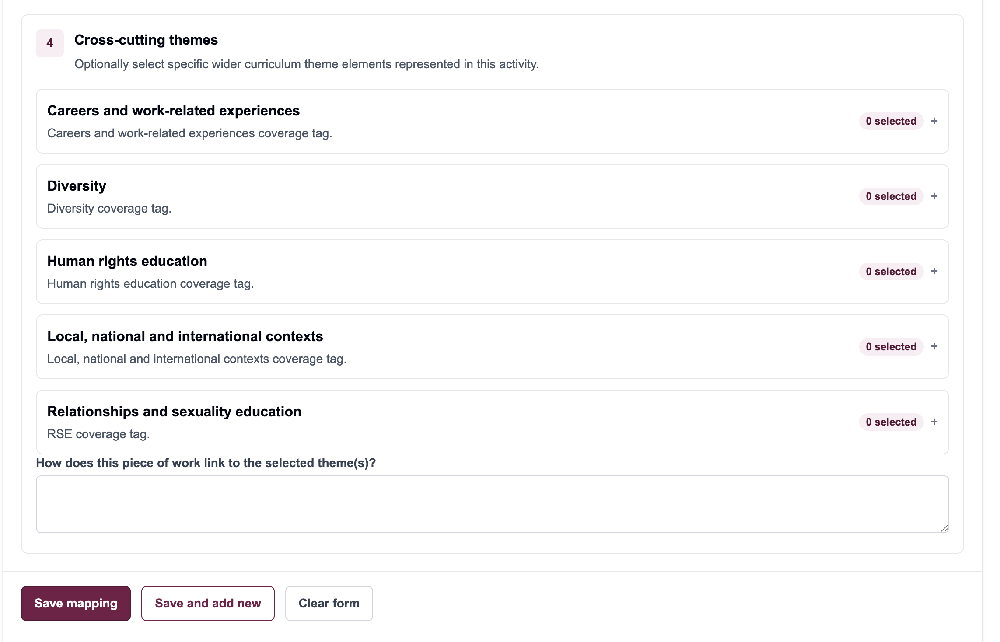 4
Cross-cutting themes
Optionally select specific wider curriculum theme elements represented in this activity.
Careers and work-related experiences
Careers and work-related experiences coverage tag.
0 selected +
Diversity
Diversity coverage tag.
0 selected +
Human rights education
Human rights education coverage tag.
0 selected +
Local, national and international contexts
Local, national and international contexts coverage tag.
0 selected +
Relationships and sexuality education
RSE coverage tag.
0 selected +
How does this piece of work link to the selected theme(s)?
Save mapping
Save and add new
Clear form